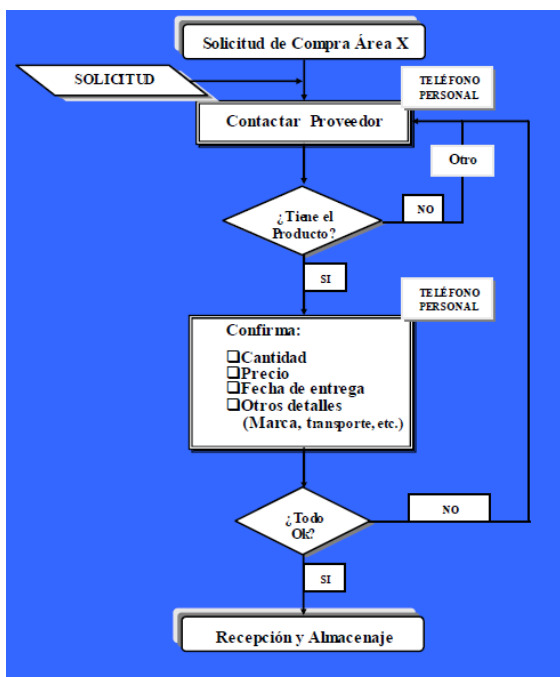 Solicitud de Compra Área X
SOLICITUD
TELÉFONO
PERSONAL
Contactar Proveedor
Otro
¿Tiene el
Producto?
NO
SI
TELÉFONO
PERSONAL
Confirma:
❑Cantidad
❑Precio
❑Fecha de entrega
❑Otros detalles
(Marca, transporte, etc.)
¿Todo
Ok?
NO
SI
Recepción y Almacenaje